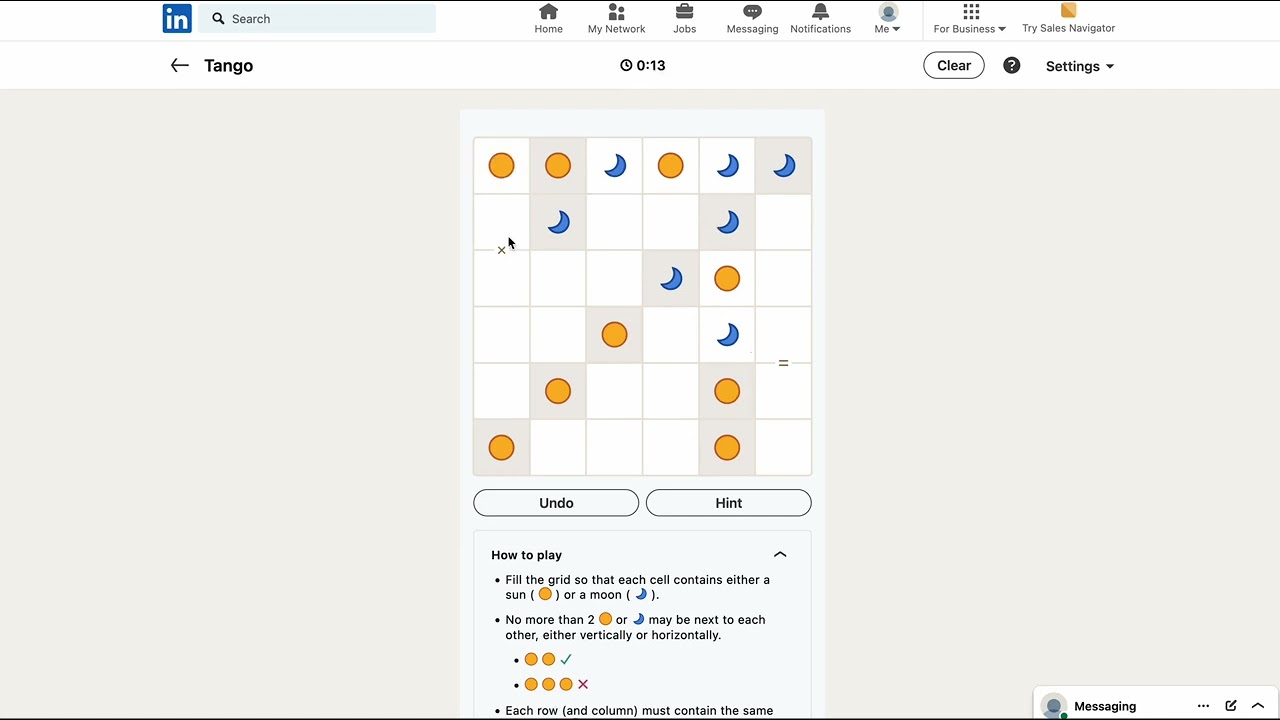 in
Search
Home
My Network
Jobs
Messaging
Notifications
Me
For Business
Try Sales Navigator
Tango
0:13
Clear
?
Settings
×
=
Undo
Hint
How to play
• Fill the grid so that each cell contains either a
sun ( ) or a moon ( ).
• No more than 2 or may be next to each
other, either vertically or horizontally.
• Each row (and column) must contain the same
Messaging